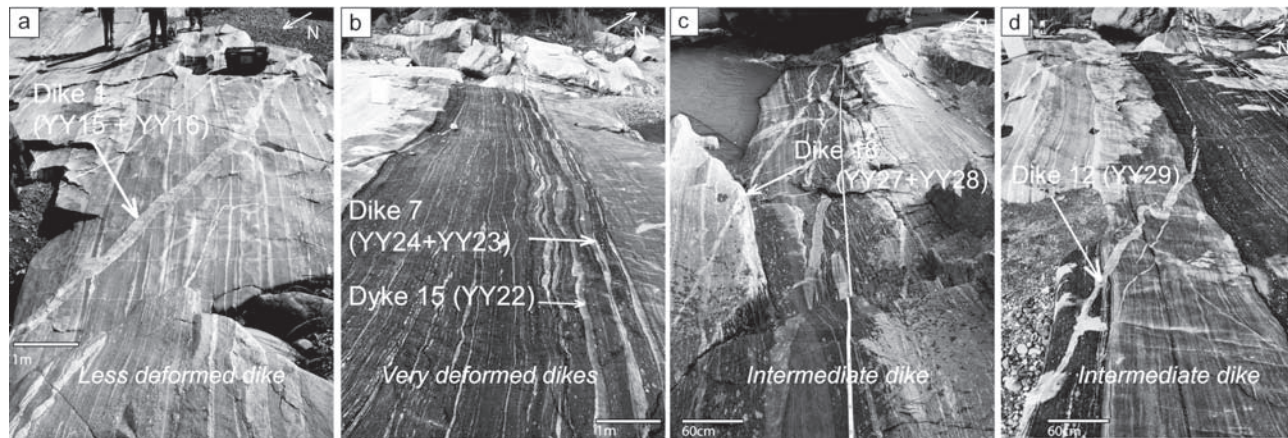 a
N
Dike 1
(YY15 + YY16)
1m
Less deformed dike
b
N
Dike 7
(YY24+YY23)
Dyke 15 (YY22)
Very deformed dikes
1m
c
N
Dike 18
(YY27+YY28)
Intermediate dike
60cm
d
Dike 12 (YY29)
Intermediate dike
60cm